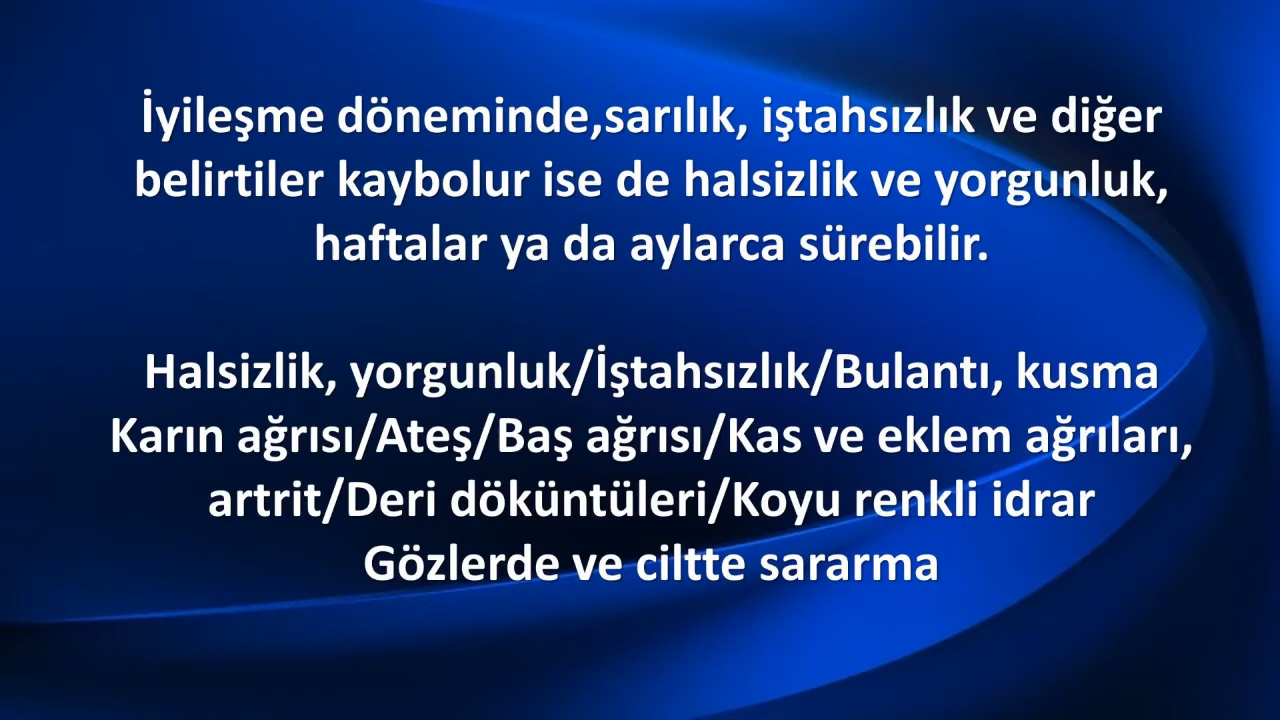 İyileşme döneminde,sarılık, iştahsızlık ve diğer
belirtiler kaybolur ise de halsizlik ve yorgunluk,
haftalar ya da aylarca sürebilir.
Halsizlik, yorgunluk/İştahsızlık/Bulantı, kusma
Karın ağrısı/Ateş/Baş ağrısı/Kas ve eklem ağrıları,
artrit/Deri döküntüleri/Koyu renkli idrar
Gözlerde ve ciltte sararma